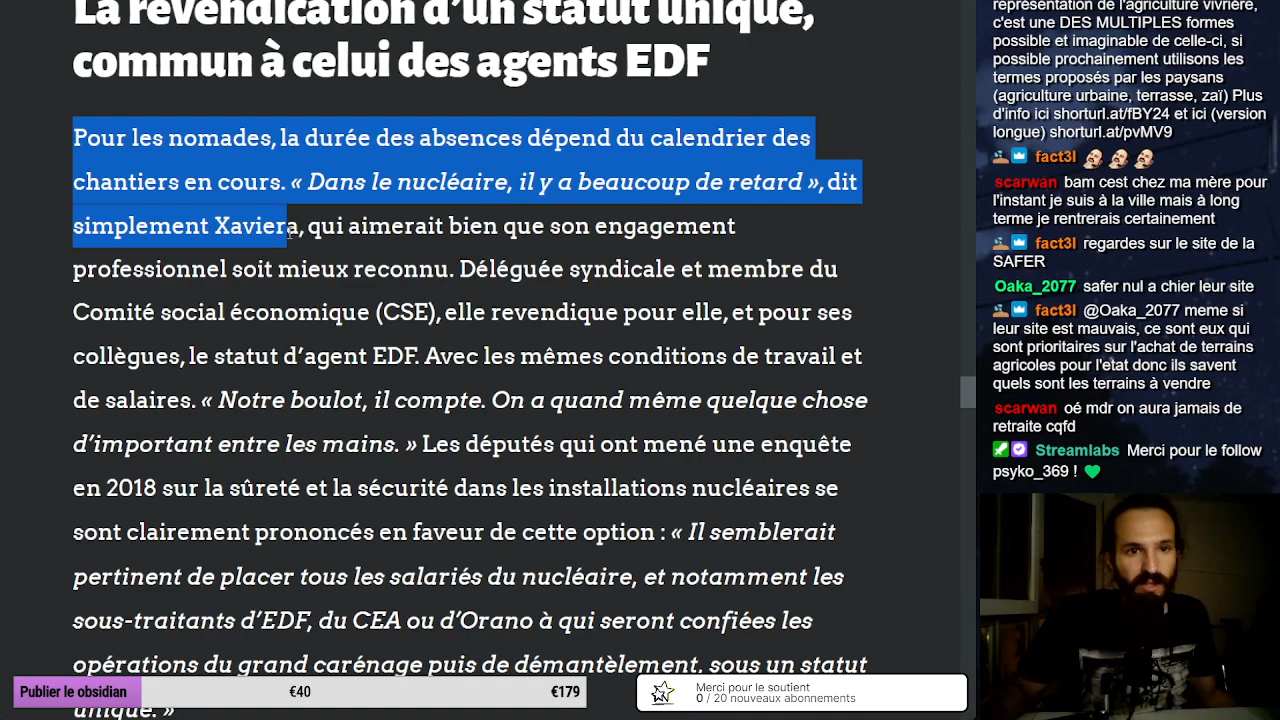 La revendication d’un statut unique,
commun à celui des agents EDF
Pour les nomades, la durée des absences dépend du calendrier des
chantiers en cours. « Dans le nucléaire, il y a beaucoup de retard », dit
simplement Xaviera, qui aimerait bien que son engagement
professionnel soit mieux reconnu. Déléguée syndicale et membre du
Comité social économique (CSE), elle revendique pour elle, et pour ses
collègues, le statut d’agent EDF. Avec les mêmes conditions de travail et
de salaires. « Notre boulot, il compte. On a quand même quelque chose
d’important entre les mains. » Les députés qui ont mené une enquête
en 2018 sur la sûreté et la sécurité dans les installations nucléaires se
sont clairement prononcés en faveur de cette option : « Il semblerait
pertinent de placer tous les salariés du nucléaire, et notamment les
sous-traitants d’EDF, du CEA ou d’Orano à qui seront confiées les
opérations du grand carénage puis de démantèlement, sous un statut
unique. »
représentation de l'agriculture vivrière,
c'est une DES MULTIPLES formes
possible et imaginable de celle-ci, si
possible prochainement utilisons les
termes proposés par les paysans
(agriculture urbaine, terrasse, zaï) Plus
d'info ici shorturl.at/fBY24 et ici (version
longue) shorturl.at/pvMV9
fact3l
scarwan bam cest chez ma mère pour
l'instant je suis à la ville mais à long
terme je rentrerais certainement
fact3l regardes sur le site de la
SAFER
Oaka_2077 safer nul a chier leur site
fact3l @Oaka_2077 meme si
leur site est mauvais, ce sont eux qui
sont prioritaires sur l'achat de terrains
agricoles pour l'etat donc ils savent
quels sont les terrains à vendre
scarwan oé mdr on aura jamais de
retraite cqfd
Streamlabs Merci pour le follow
psyko_369 !
Publier le obsidian €40 €179
Merci pour le soutient
0 / 20 nouveaux abonnements